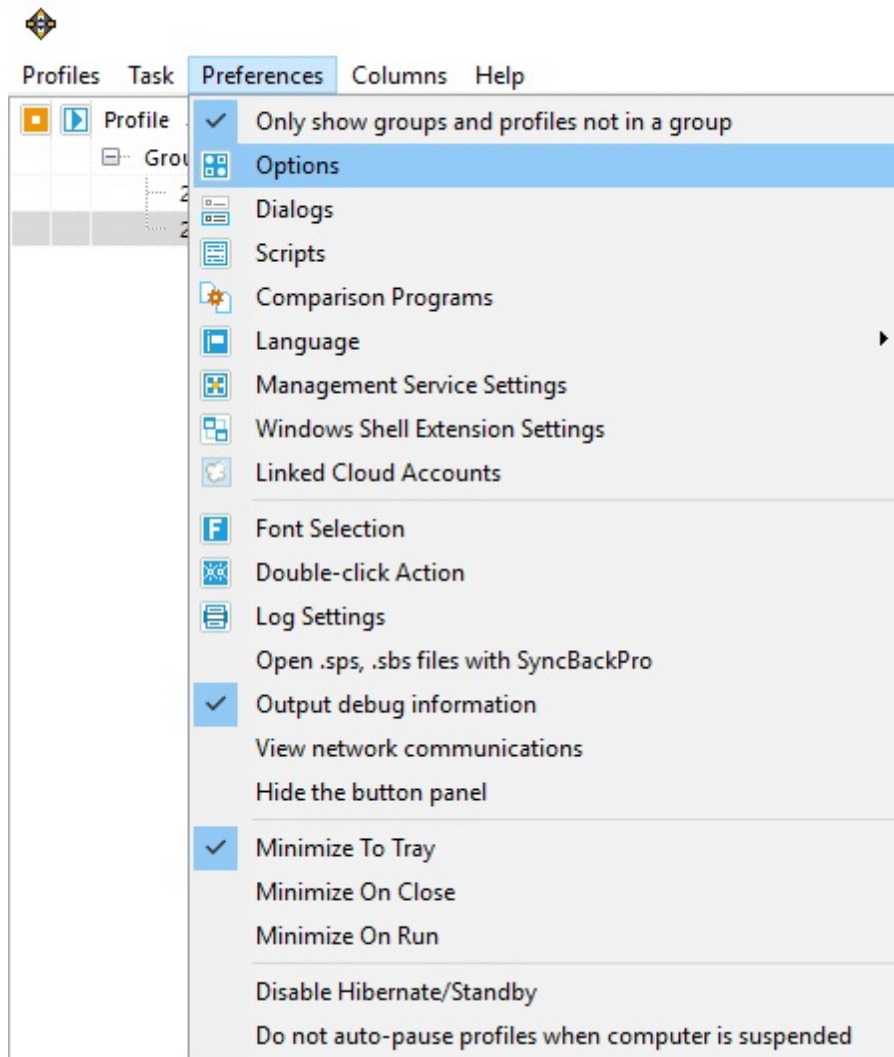 Profiles Task Preferences Columns Help
Profile
Only show groups and profiles not in a group
Options
Dialogs
Scripts
Comparison Programs
Language
Management Service Settings
Windows Shell Extension Settings
Linked Cloud Accounts
Font Selection
Double-click Action
Log Settings
Open .sps, .sbs files with SyncBackPro
Output debug information
View network communications
Hide the button panel
Minimize To Tray
Minimize On Close
Minimize On Run
Disable Hibernate/Standby
Do not auto-pause profiles when computer is suspended